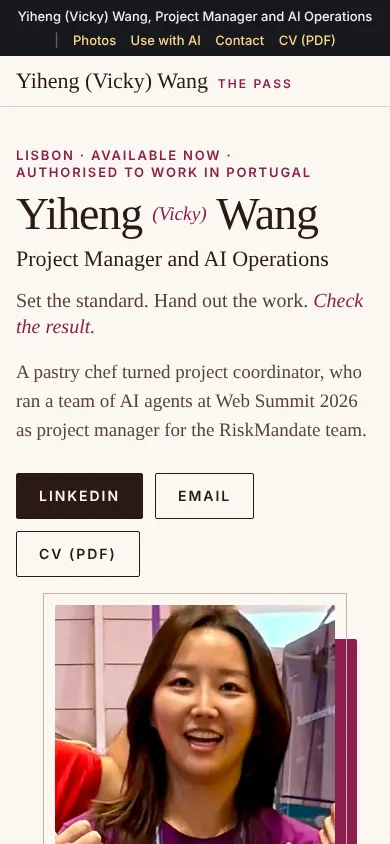 Yiheng (Vicky) Wang, Project Manager and AI Operations
| Photos Use with AI Contact CV (PDF)
Yiheng (Vicky) Wang THE PASS
LISBON · AVAILABLE NOW ·
AUTHORISED TO WORK IN PORTUGAL
Yiheng (Vicky) Wang
Project Manager and AI Operations
Set the standard. Hand out the work. Check
the result.
A pastry chef turned project coordinator, who
ran a team of AI agents at Web Summit 2026
as project manager for the RiskMandate team.
LINKEDIN EMAIL
CV (PDF)